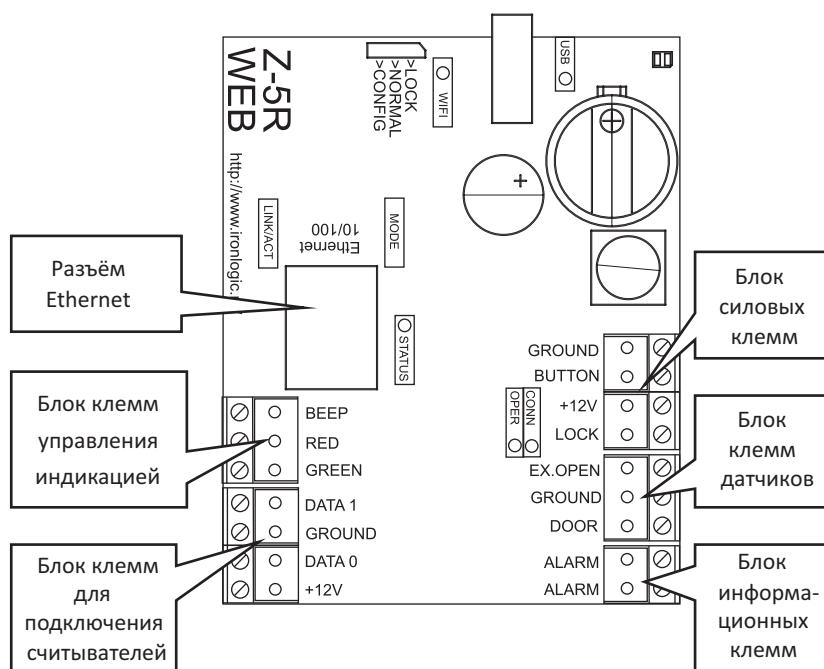 Z-5R
WEB
http://www.ironlogic.
>LOCK
>NORMAL
>CONFIG
WIFI
USB
+
LINK/ACT
Ethernet
10/100
MODE
STATUS
Разъём
Ethernet
Блок клемм
управления
индикацией
Блок клемм
для
подключения
считывателей
BEEP
RED
GREEN
DATA 1
GROUND
DATA 0
+12V
GROUND
BUTTON
+12V
LOCK
CONN
OPER
EX.OPEN
GROUND
DOOR
ALARM
ALARM
Блок
силовых
клемм
Блок
клемм
датчиков
Блок
информа-
ционных
клемм